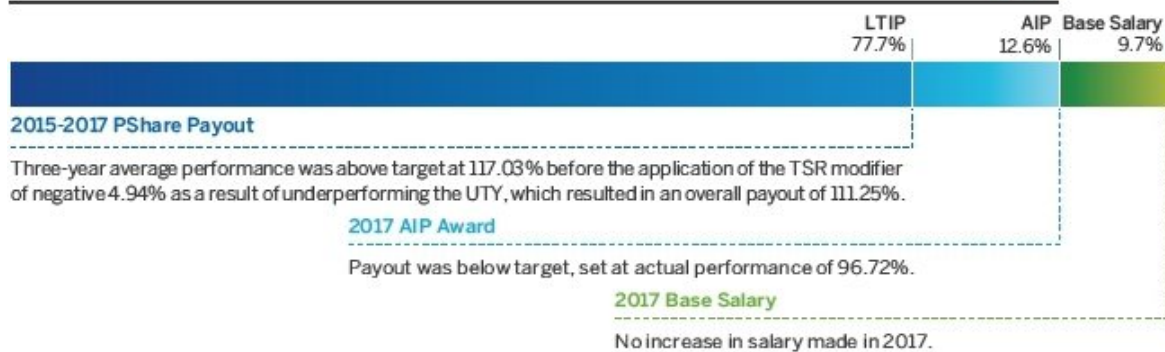 LTIP AIP Base Salary
77.7% 12.6% 9.7%
2015-2017 PShare Payout
Three-year average performance was above target at 117.03% before the application of the TSR modifier
of negative 4.94% as a result of underperforming the UTY, which resulted in an overall payout of 111.25%.
2017 AIP Award
Payout was below target, set at actual performance of 96.72%.
2017 Base Salary
No increase in salary made in 2017.